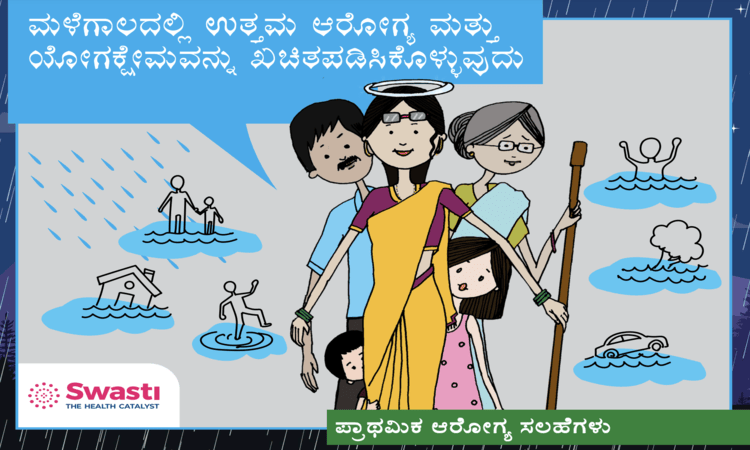 ಮಳೆಗಾಲದಲ್ಲಿ ಉತ್ತಮ ಆರೋಗ್ಯ ಮತ್ತು
ಯೋಗಕ್ಷೇಮವನ್ನು ಖಚಿತಪಡಿಸಿಕೊಳ್ಳುವುದು
Swasti
THE HEALTH CATALYST
ಪ್ರಾಥಮಿಕ ಆರೋಗ್ಯ ಸಲಹೆಗಳು